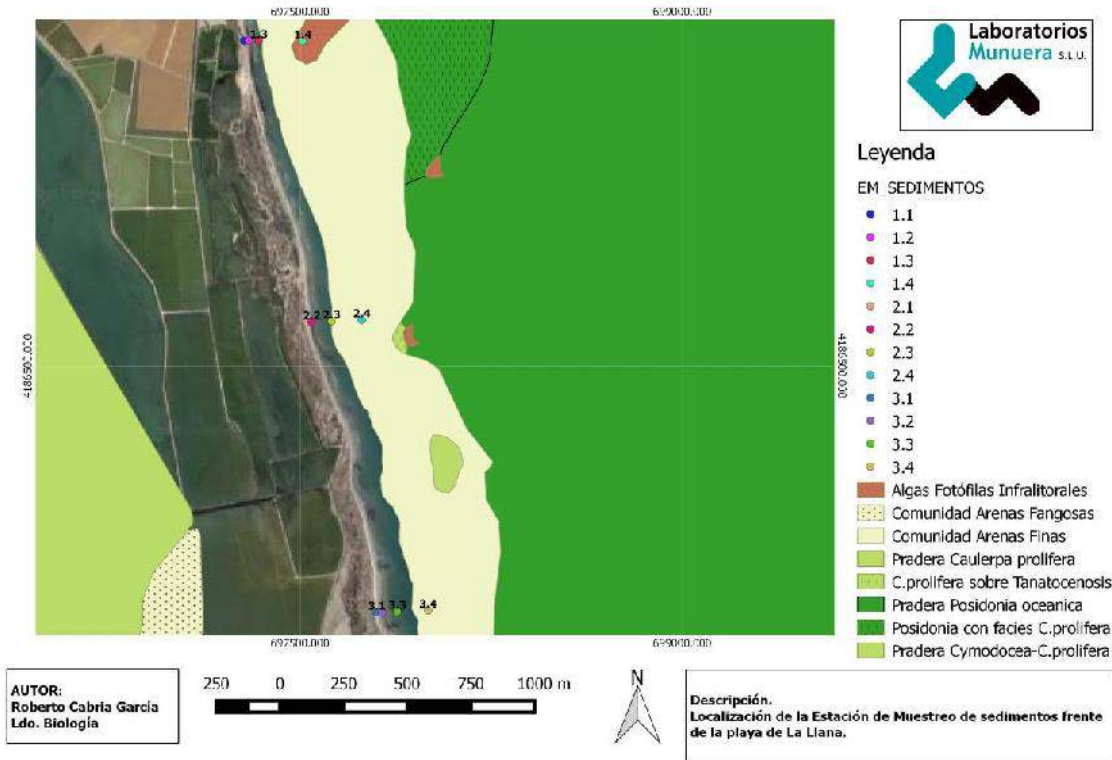 697500.000
699000.000
Laboratorios
Munuera S.L.U.
1.3
1.4
Leyenda
EM SEDIMENTOS
1.1
1.2
1.3
1.4
2.1
2.2
2.3
2.4
3.1
3.2
3.3
3.4
2.2
2.3
2.4
4186500.000
4186500.000
3.1
3.3
3.4
Algas Fotófilas Infralitorales
Comunidad Arenas Fangosas
Comunidad Arenas Finas
Pradera Caulerpa prolifera
C.prolifera sobre Tanatocenosis
Pradera Posidonia oceanica
Posidonia con facies C.prolifera
Pradera Cymodocea-C.prolifera
697500.000
699000.000
AUTOR:
Roberto Cabria García
Ldo. Biología
250 0 250 500 750 1000 m
N
Descripción.
Localización de la Estación de Muestreo de sedimentos frente
de la playa de La Llana.